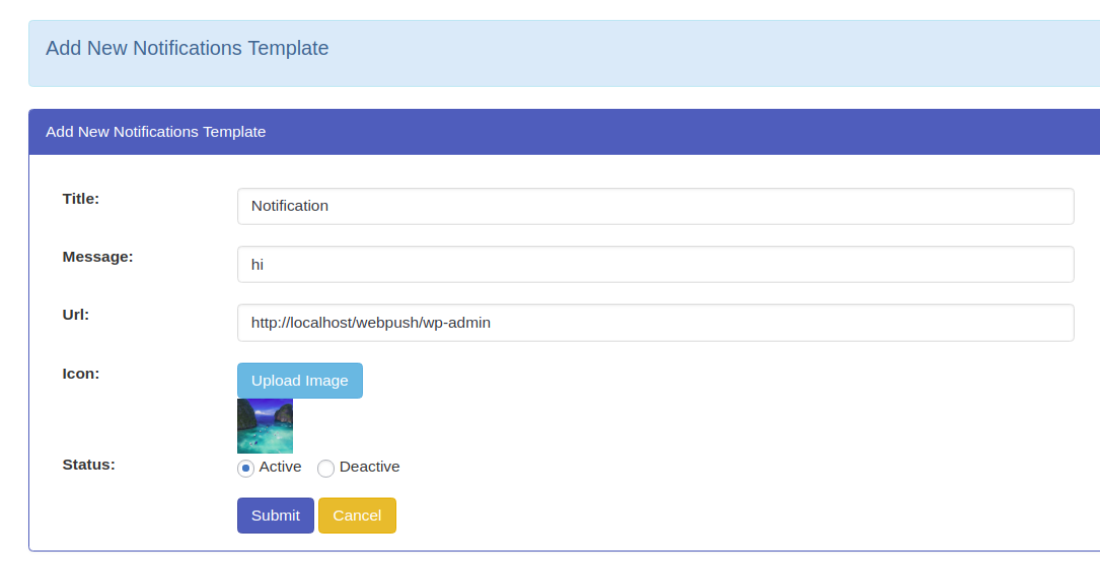 Add New Notifications Template
Add New Notifications Template
Title:
Notification
Message:
hi
Url:
http://localhost/webpush/wp-admin
Icon:
Upload Image
Status:
Active Deactive
Submit Cancel